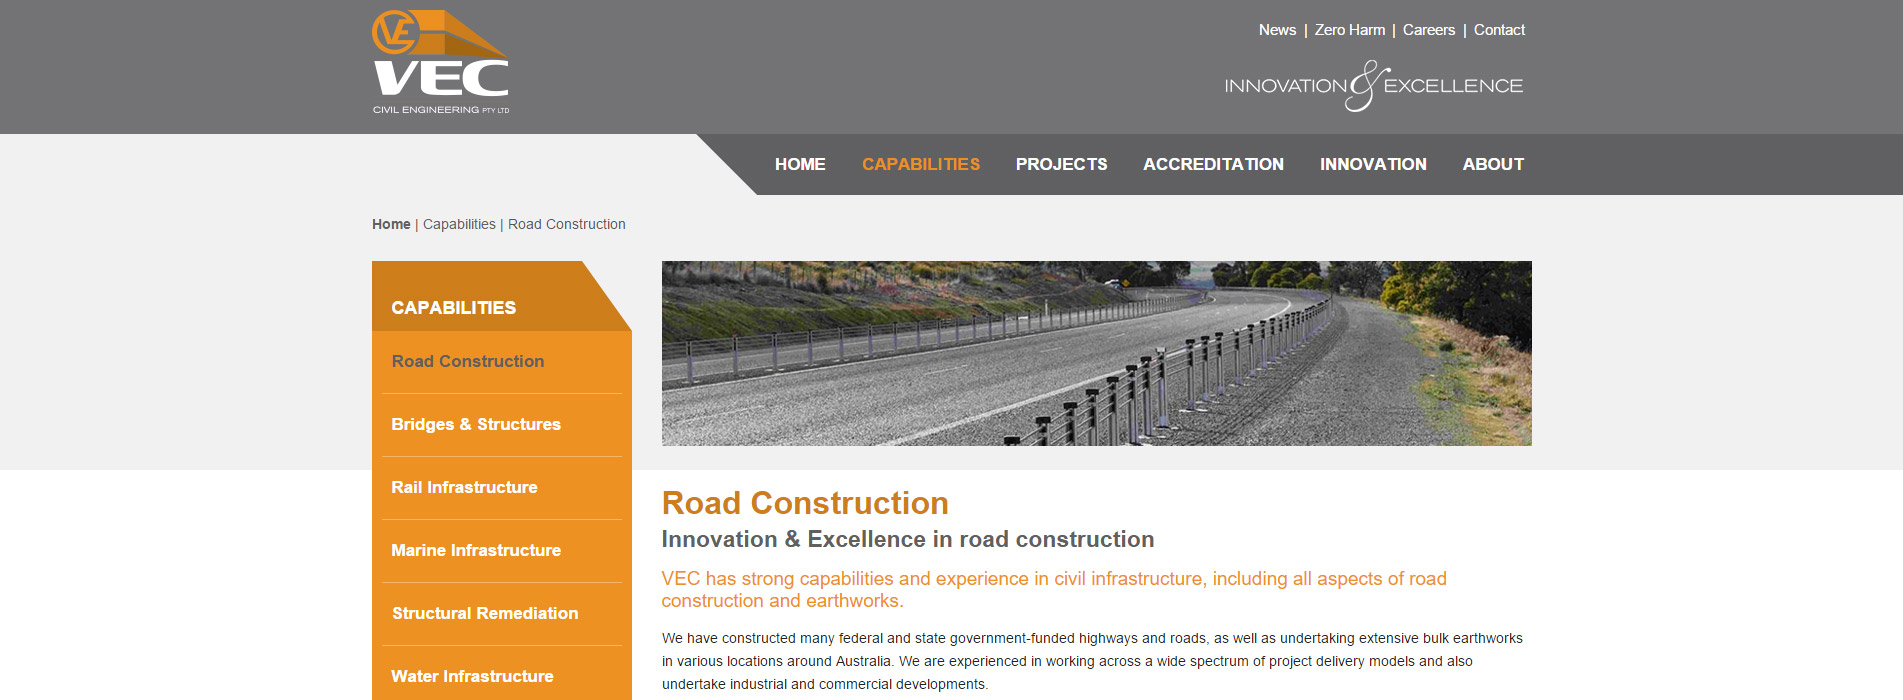 VE
VEC
CIVIL ENGINEERING PTY LTD
News | Zero Harm | Careers | Contact
INNOVATION & EXCELLENCE
HOME CAPABILITIES PROJECTS ACCREDITATION INNOVATION ABOUT
Home | Capabilities | Road Construction
CAPABILITIES
Road Construction
Bridges & Structures
Rail Infrastructure
Marine Infrastructure
Structural Remediation
Water Infrastructure
Road Construction
Innovation & Excellence in road construction
VEC has strong capabilities and experience in civil infrastructure, including all aspects of road
construction and earthworks.
We have constructed many federal and state government-funded highways and roads, as well as undertaking extensive bulk earthworks
in various locations around Australia. We are experienced in working across a wide spectrum of project delivery models and also
undertake industrial and commercial developments.